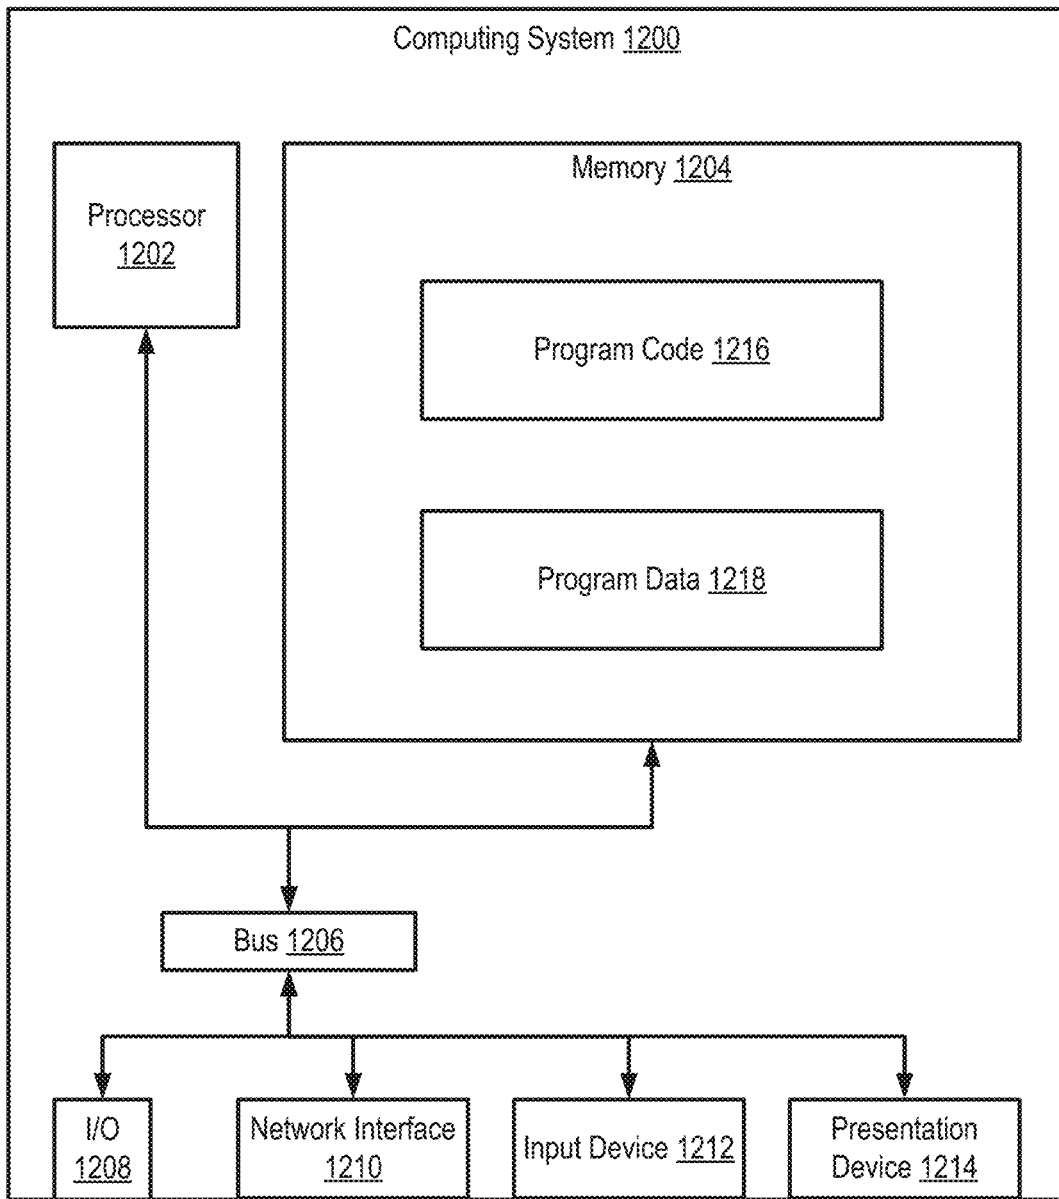 Computing System 1200
Processor
1202
Memory 1204
Program Code 1216
Program Data 1218
Bus 1206
I/O
1208
Network Interface
1210
Input Device 1212
Presentation
Device 1214